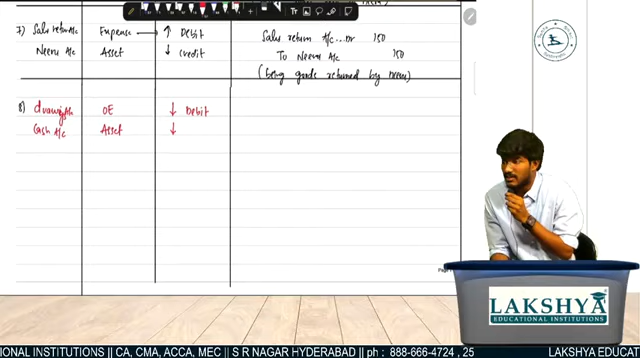 7) Sales return A/c Expense → ↑ Debit Sales return A/c...Dr 150
Neeru A/c Asset ↓ Credit To Neeru A/c 150
(being goods returned by neeru)
8) drawings A/c OE ↓ Debit
Cash A/c Asset ↓
Tr
LAKSHYA
EDUCATIONAL INSTITUTIONS
IONAL INSTITUTIONS || CA, CMA, ACCA, MEC || S R NAGAR HYDERABAD || ph : 888-666-4724 , 25 LAKSHYA EDUCAT